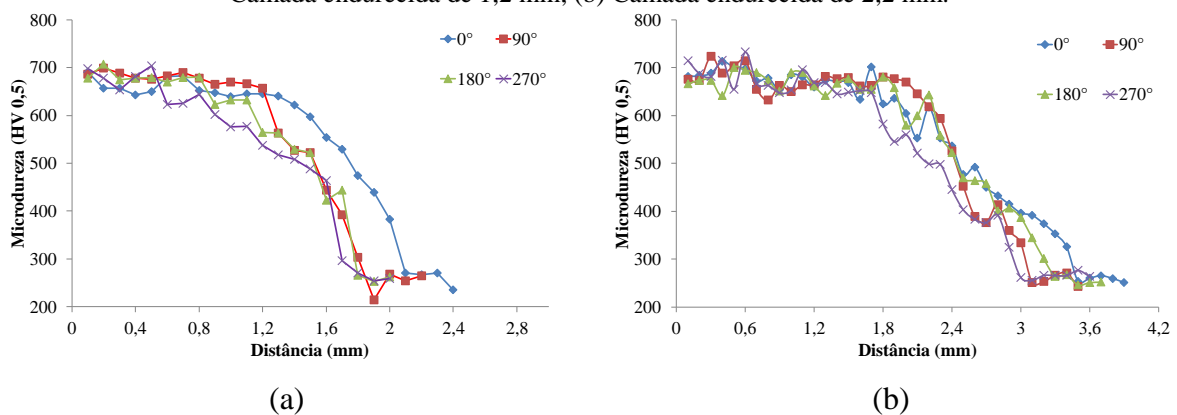 Camada endurecida de 1,2 mm; (b) Camada endurecida de 2,2 mm.
800
700
600
500
400
300
200
Microdureza (HV 0,5)
0° 90°
180° 270°
0 0,4 0,8 1,2 1,6 2 2,4 2,8
Distância (mm)
(a)
800
700
600
500
400
300
200
Microdureza (HV 0,5)
0° 90°
180° 270°
0 0,6 1,2 1,8 2,4 3 3,6 4,2
Distância (mm)
(b)